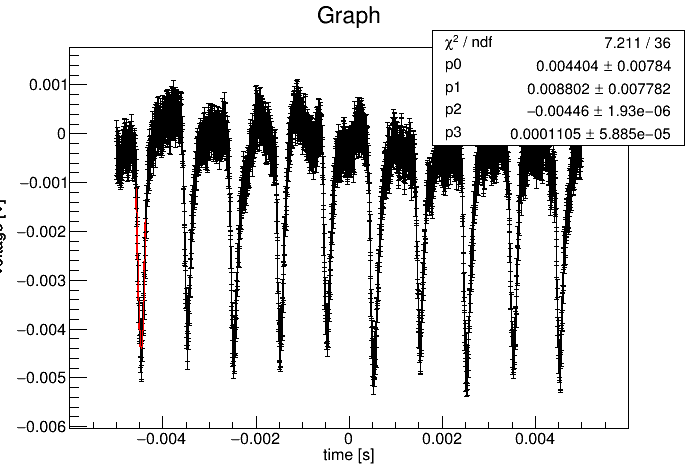 Graph
χ² / ndf 7.211 / 36
p0 0.004404 ± 0.00784
p1 0.008802 ± 0.007782
p2 −0.00446 ± 1.93e−06
p3 0.0001105 ± 5.885e−05
0.001
0
−0.001
−0.002
−0.003
−0.004
−0.005
−0.006
−0.004 −0.002 0 0.002 0.004
time [s]